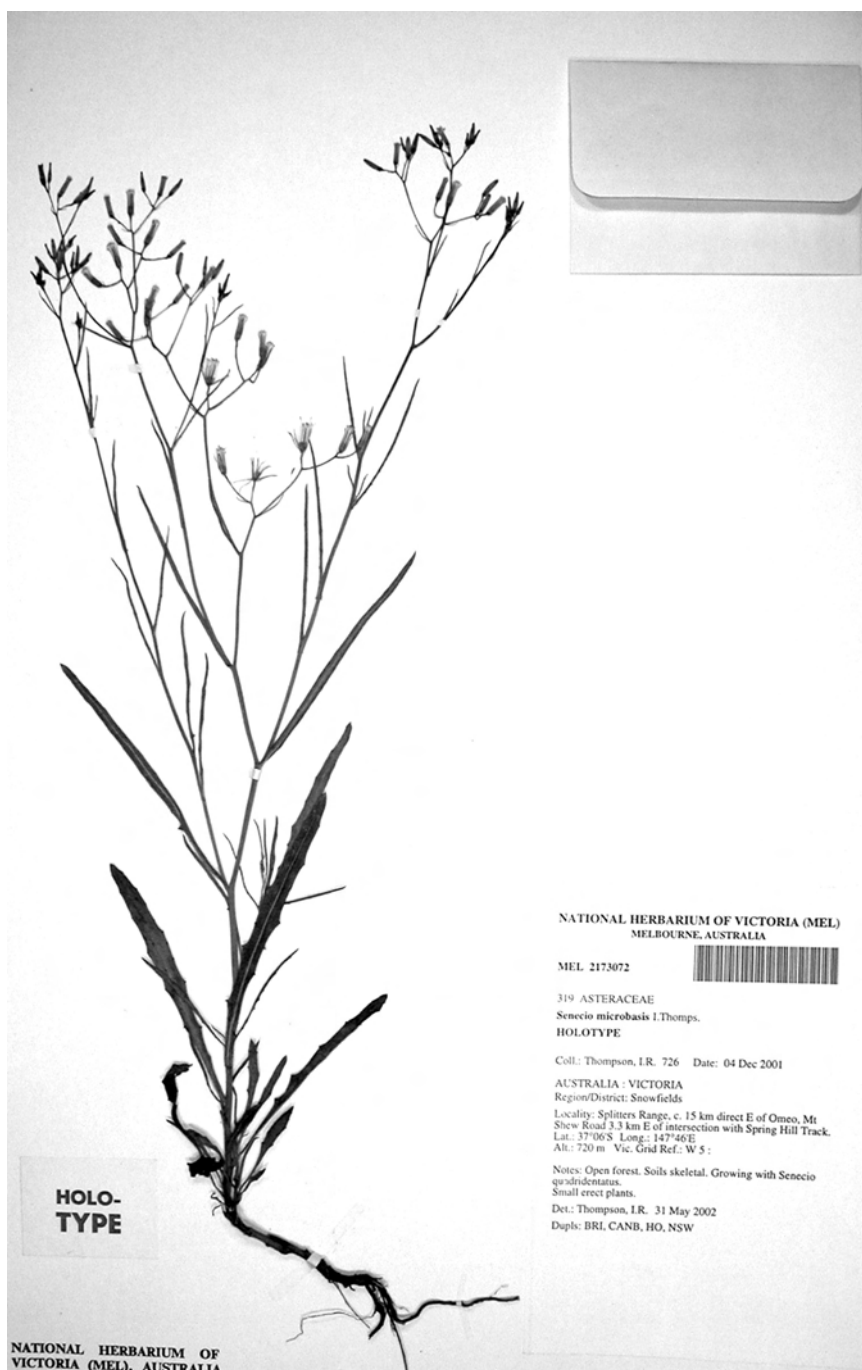 NATIONAL HERBARIUM OF VICTORIA (MEL)
MELBOURNE, AUSTRALIA
MEL 2173072
319 ASTERACEAE
Senecio microbasis I.Thomps.
HOLOTYPE
Coll.: Thompson, I.R. 726 Date: 04 Dec 2001
AUSTRALIA : VICTORIA
Region/District: Snowfields
Locality: Splitters Range, c. 15 km direct E of Omeo, Mt
Shew Road 3.3 km E of intersection with Spring Hill Track.
Lat.: 37°06'S Long.: 147°46'E
Alt.: 720 m Vic. Grid Ref.: W 5 :
Notes: Open forest. Soils skeletal. Growing with Senecio
quadridentatus.
Small erect plants.
Det.: Thompson, I.R. 31 May 2002
Dupls: BRI, CANB, HO, NSW
HOLO-
TYPE
NATIONAL HERBARIUM OF
VICTORIA (MEL), AUSTRALIA